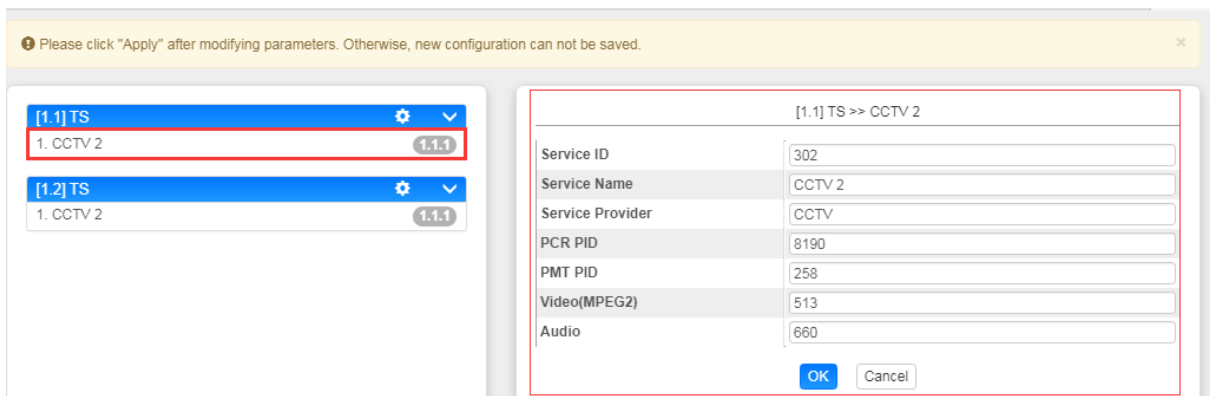 Please click "Apply" after modifying parameters. Otherwise, new configuration can not be saved. ×
[1.1] TS
1. CCTV 2 1.1.1
[1.2] TS
1. CCTV 2 1.1.1
[1.1] TS >> CCTV 2
Service ID 302
Service Name CCTV 2
Service Provider CCTV
PCR PID 8190
PMT PID 258
Video(MPEG2) 513
Audio 660
OK Cancel